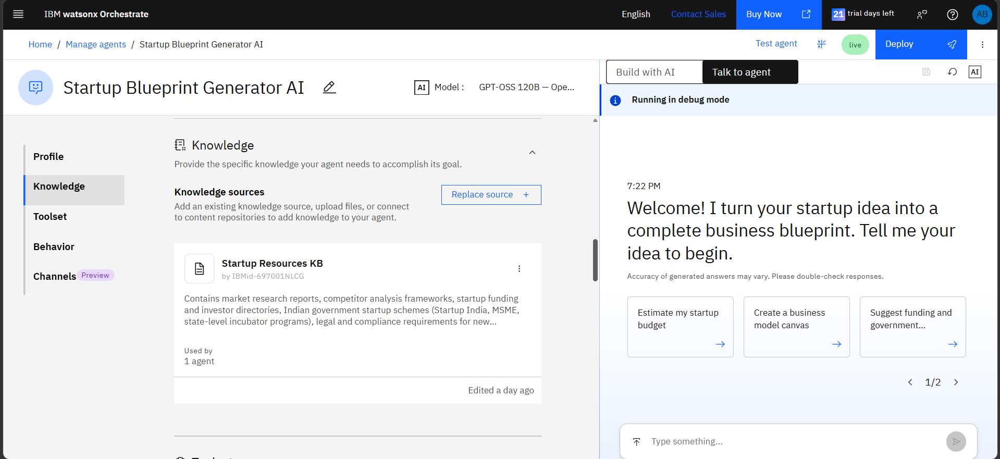 IBM watsonx Orchestrate
English
Contact Sales
Buy Now
21 trial days left
AB
Home / Manage agents / Startup Blueprint Generator AI
Test agent
live
Deploy
Startup Blueprint Generator AI
AI Model :
GPT-OSS 120B — Ope...
Build with AI
Talk to agent
AI
Running in debug mode
Profile
Knowledge
Toolset
Behavior
Channels Preview
Knowledge
Provide the specific knowledge your agent needs to accomplish its goal.
Knowledge sources
Add an existing knowledge source, upload files, or connect
to content repositories to add knowledge to your agent.
Replace source +
Startup Resources KB
by IBMid-697001NLCG
Contains market research reports, competitor analysis frameworks, startup funding
and investor directories, Indian government startup schemes (Startup India, MSME,
state-level incubator programs), legal and compliance requirements for new...
Used by
1 agent
Edited a day ago
7:22 PM
Welcome! I turn your startup idea into a
complete business blueprint. Tell me your
idea to begin.
Accuracy of generated answers may vary. Please double-check responses.
Estimate my startup
budget
Create a business
model canvas
Suggest funding and
government...
1/2
Type something...